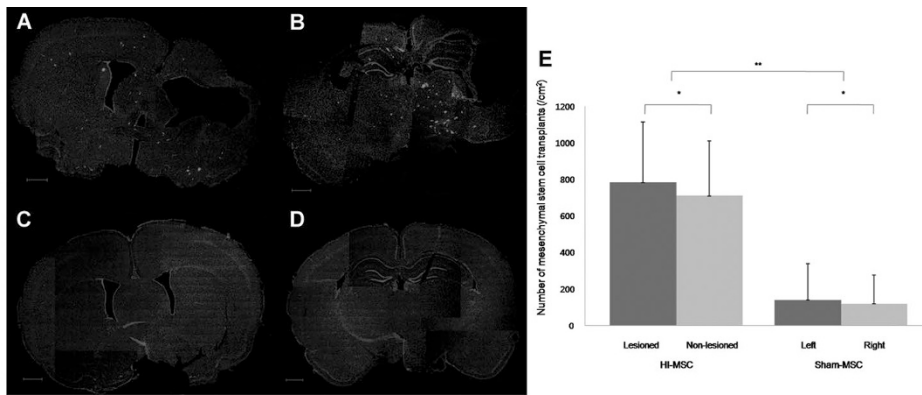 A
B
C
D
E
**
*
*
Number of mesenchymal stem cell transplants (/cm²)
1200
1000
800
600
400
200
0
Lesioned
Non-lesioned
Left
Right
HI-MSC
Sham-MSC